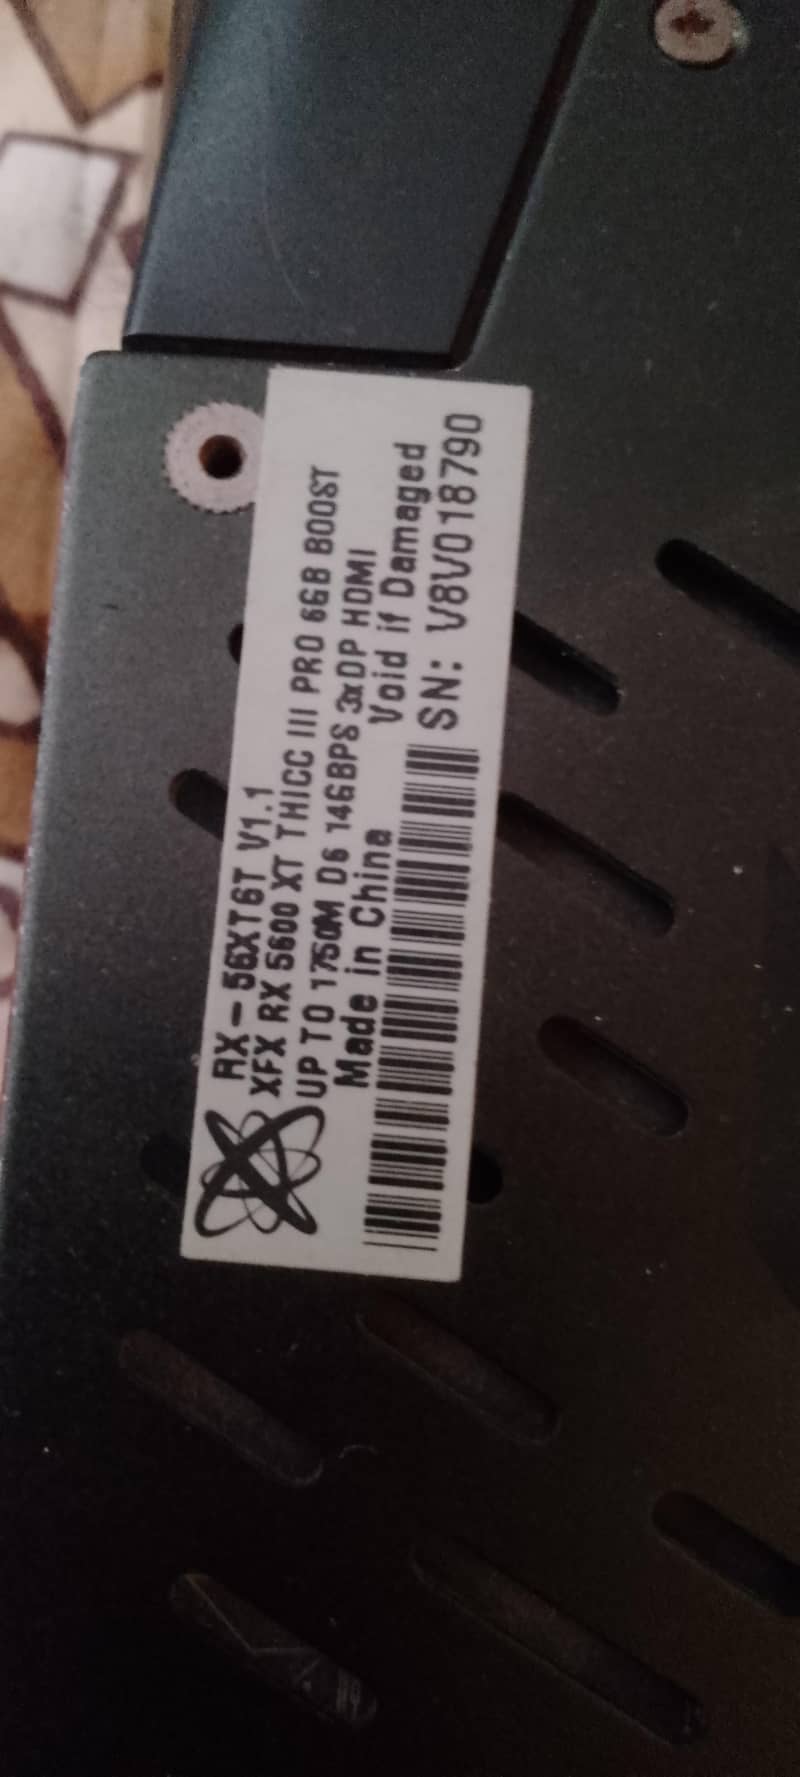 RX-56XT6T V1.1
XFX RX 5600 XT THICC III PRO 6GB BOOST
UP TO 1750M D6 14GBPS 3xDP HDMI
Made in China Void if Damaged
SN: V8V018790